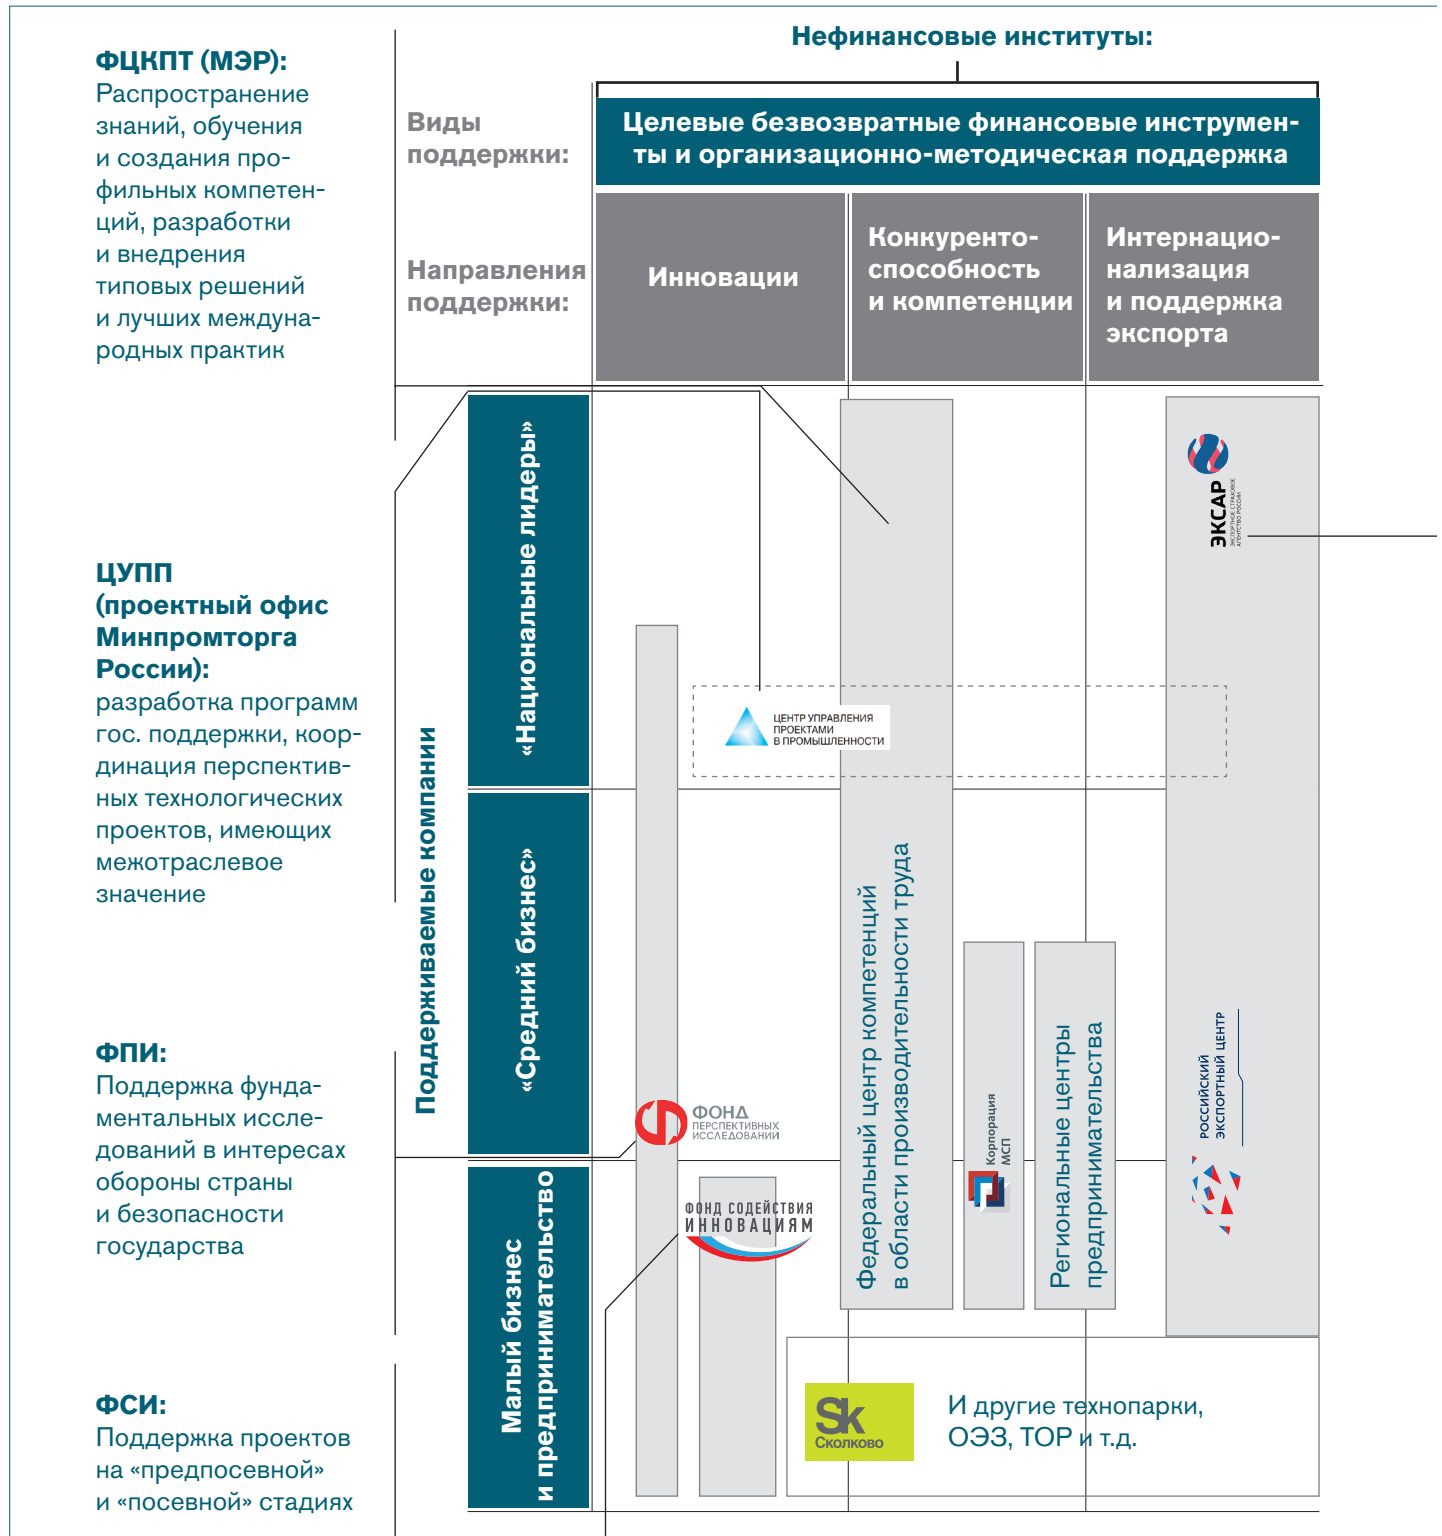 Нефинансовые институты:
ФЦКПТ (МЭР):
Распространение
знаний, обучения
и создания про-
фильных компетен-
ций, разработки
и внедрения
типовых решений
и лучших междуна-
родных практик
Виды
поддержки:
Целевые безвозвратные финансовые инструмен-
ты и организационно-методическая поддержка
Направления
поддержки:
Инновации
Конкуренто-
способность
и компетенции
Интернацио-
нализация
и поддержка
экспорта
ЦУПП
(проектный офис
Минпромторга
России):
разработка программ
гос. поддержки, коор-
динация перспектив-
ных технологических
проектов, имеющих
межотраслевое
значение
ФПИ:
Поддержка фунда-
ментальных иссле-
дований в интересах
обороны страны
и безопасности
государства
ФСИ:
Поддержка проектов
на «предпосевной»
и «посевной» стадиях
Поддерживаемые компании
«Национальные лидеры»
«Средний бизнес»
Малый бизнес
и предпринимательство
ЦЕНТР УПРАВЛЕНИЯ
ПРОЕКТАМИ
В ПРОМЫШЛЕННОСТИ
ФОНД
ПЕРСПЕКТИВНЫХ
ИССЛЕДОВАНИЙ
ФОНД СОДЕЙСТВИЯ
ИННОВАЦИЯМ
Федеральный центр компетенций
в области производительности труда
Корпорация
МСП
Региональные центры
предпринимательства
ЭКСАР
ЭКСПОРТНОЕ СТРАХОВОЕ
АГЕНТСТВО РОССИИ
РОССИЙСКИЙ
ЭКСПОРТНЫЙ ЦЕНТР
Sk
Сколково
И другие технопарки,
ОЭЗ, ТОР и т.д.